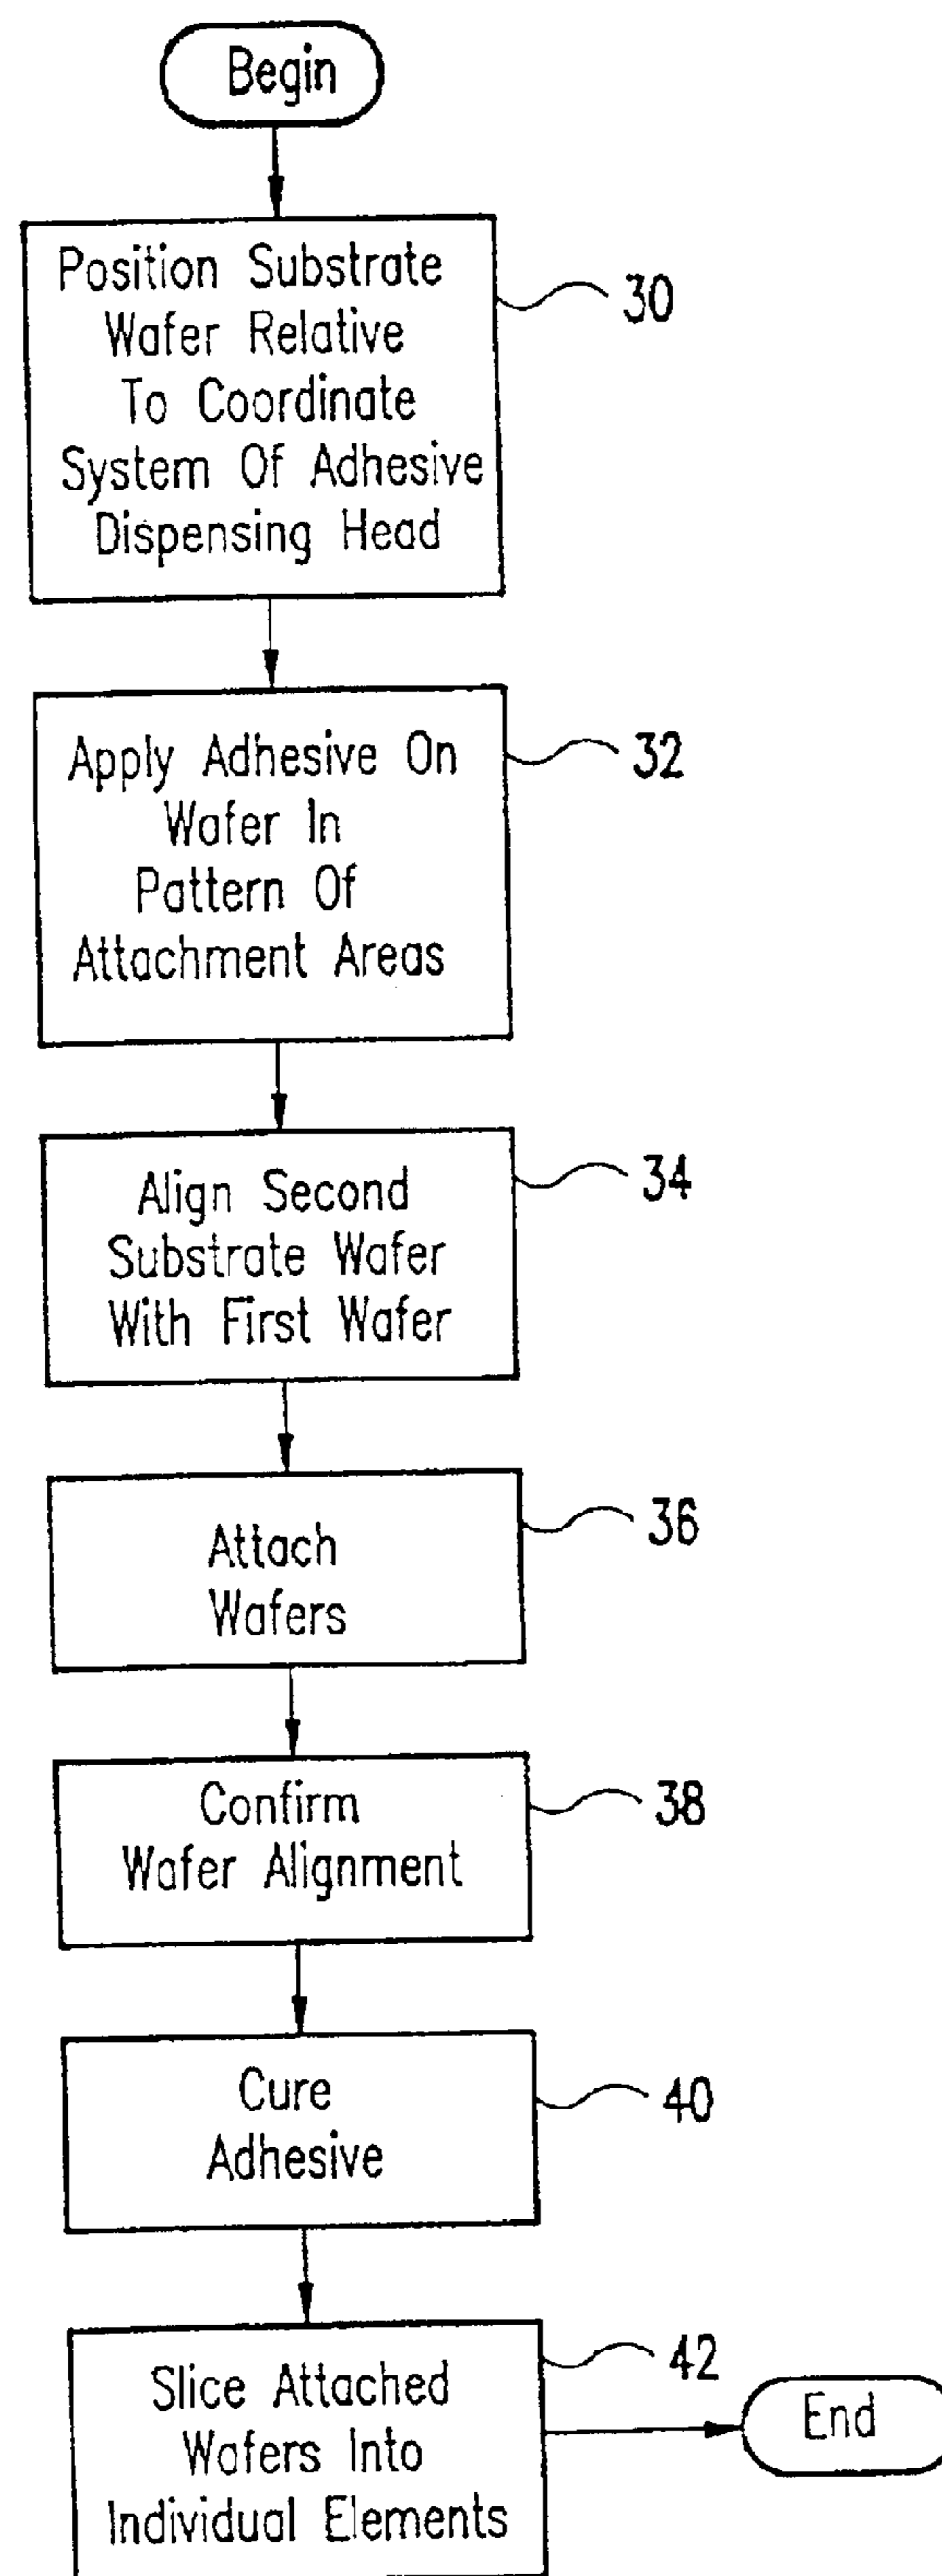 Begin
Position Substrate
Wafer Relative
To Coordinate
System Of Adhesive
Dispensing Head
30
Apply Adhesive On
Wafer In
Pattern Of
Attachment Areas
32
Align Second
Substrate Wafer
With First Wafer
34
Attach
Wafers
36
Confirm
Wafer Alignment
38
Cure
Adhesive
40
Slice Attached
Wafers Into
Individual Elements
42
End